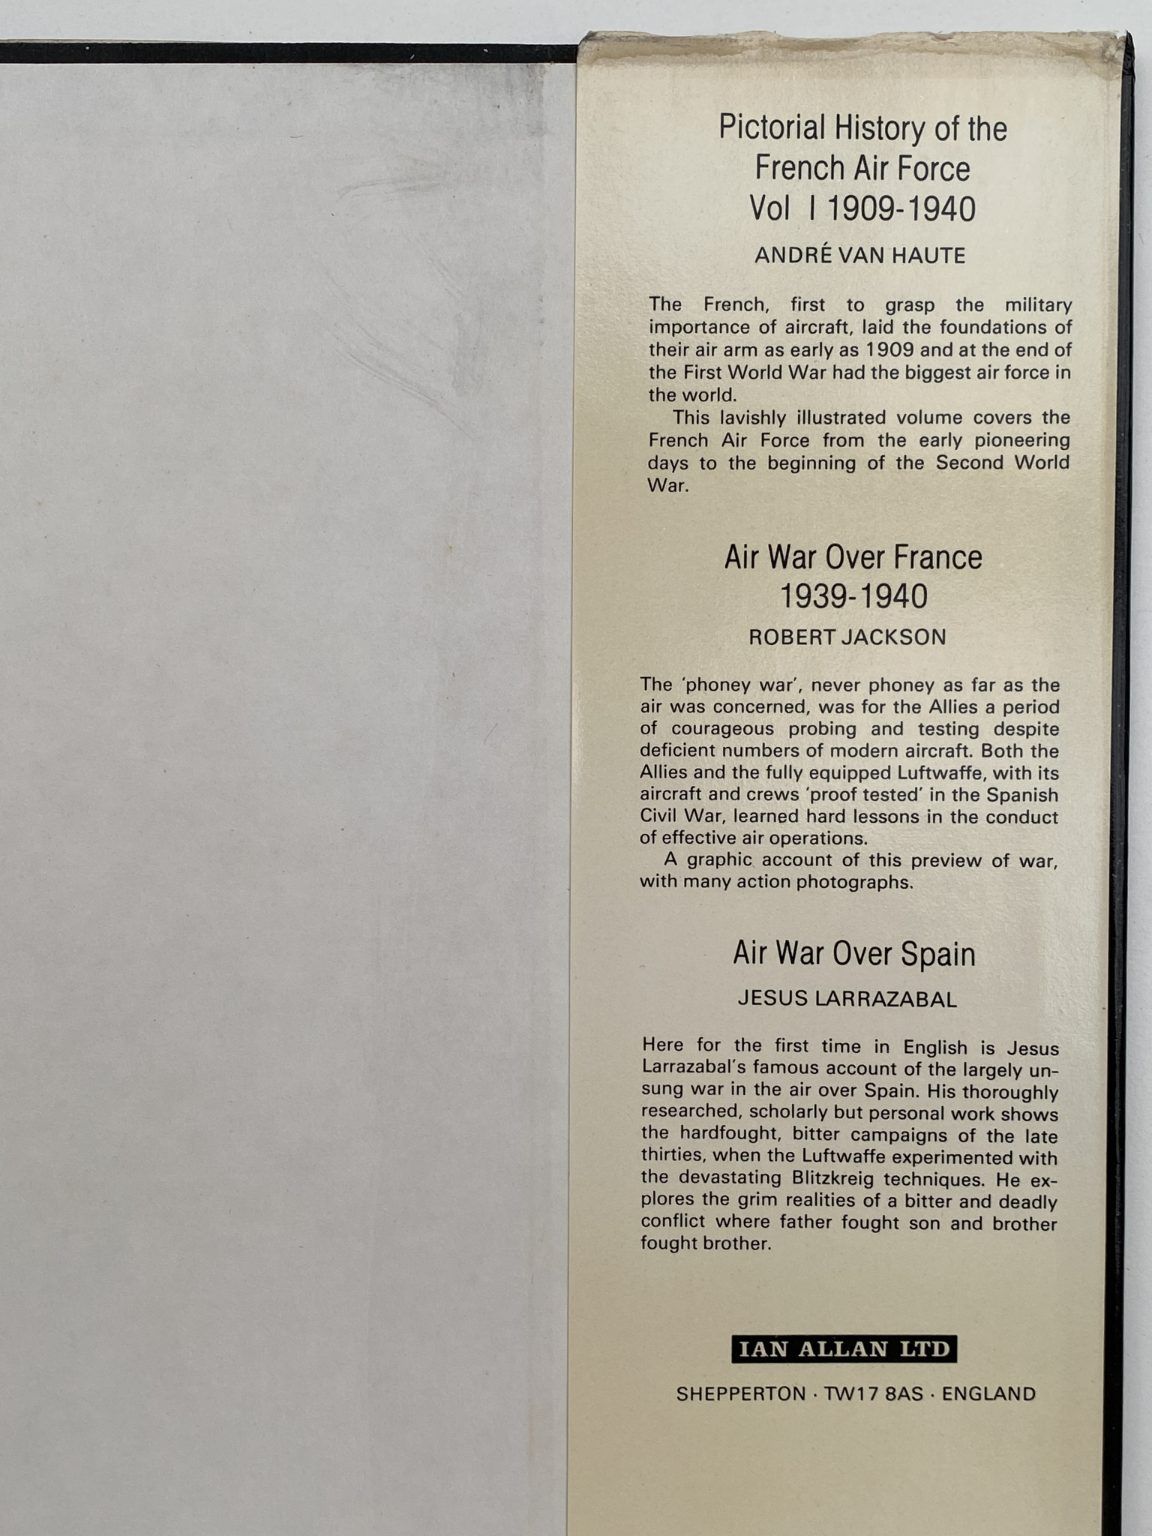 Pictorial History of the
French Air Force
Vol I 1909-1940
ANDRÉ VAN HAUTE
The French, first to grasp the military
importance of aircraft, laid the foundations of
their air arm as early as 1909 and at the end of
the First World War had the biggest air force in
the world.
This lavishly illustrated volume covers the
French Air Force from the early pioneering
days to the beginning of the Second World
War.
Air War Over France
1939-1940
ROBERT JACKSON
The 'phoney war', never phoney as far as the
air was concerned, was for the Allies a period
of courageous probing and testing despite
deficient numbers of modern aircraft. Both the
Allies and the fully equipped Luftwaffe, with its
aircraft and crews 'proof tested' in the Spanish
Civil War, learned hard lessons in the conduct
of effective air operations.
A graphic account of this preview of war,
with many action photographs.
Air War Over Spain
JESUS LARRAZABAL
Here for the first time in English is Jesus
Larrazabal's famous account of the largely un-
sung war in the air over Spain. His thoroughly
researched, scholarly but personal work shows
the hardfought, bitter campaigns of the late
thirties, when the Luftwaffe experimented with
the devastating Blitzkreig techniques. He ex-
plores the grim realities of a bitter and deadly
conflict where father fought son and brother
fought brother.
IAN ALLAN LTD
SHEPPERTON · TW17 8AS · ENGLAND